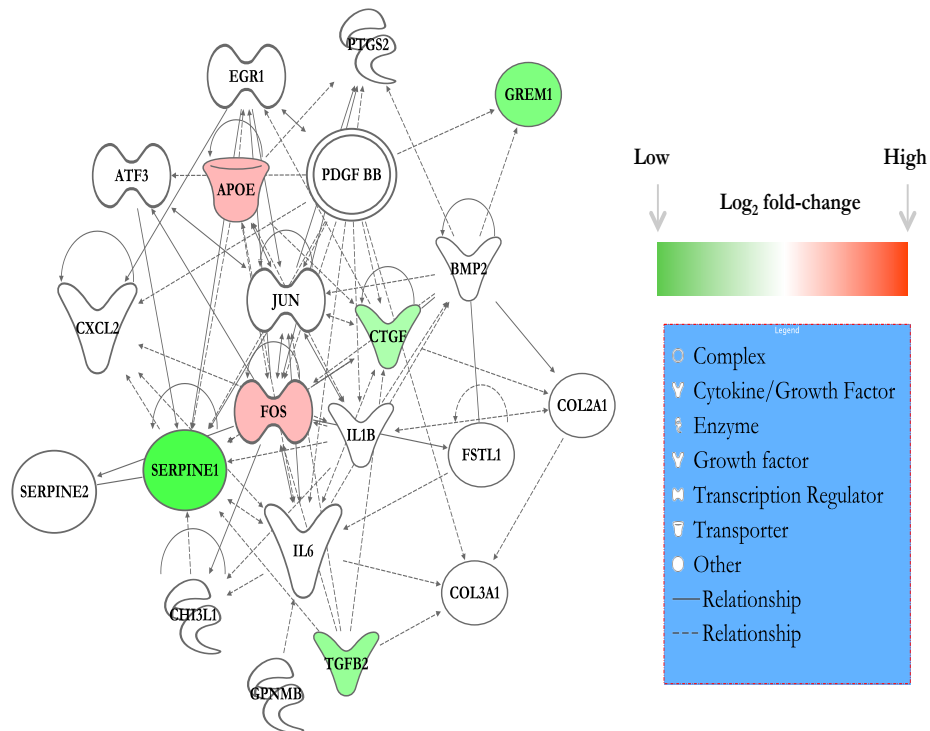 PTGS2
EGR1
GREM1
ATF3
APOE
PDGF BB
BMP2
JUN
CXCL2
CTGF
FOS
COL2A1
IL1B
FSTL1
SERPINE1
SERPINE2
IL6
COL3A1
CHI3L1
TGFB2
GPNMB
Low
High
Log2 fold-change
Legend
Complex
Cytokine/Growth Factor
Enzyme
Growth factor
Transcription Regulator
Transporter
Other
Relationship
Relationship